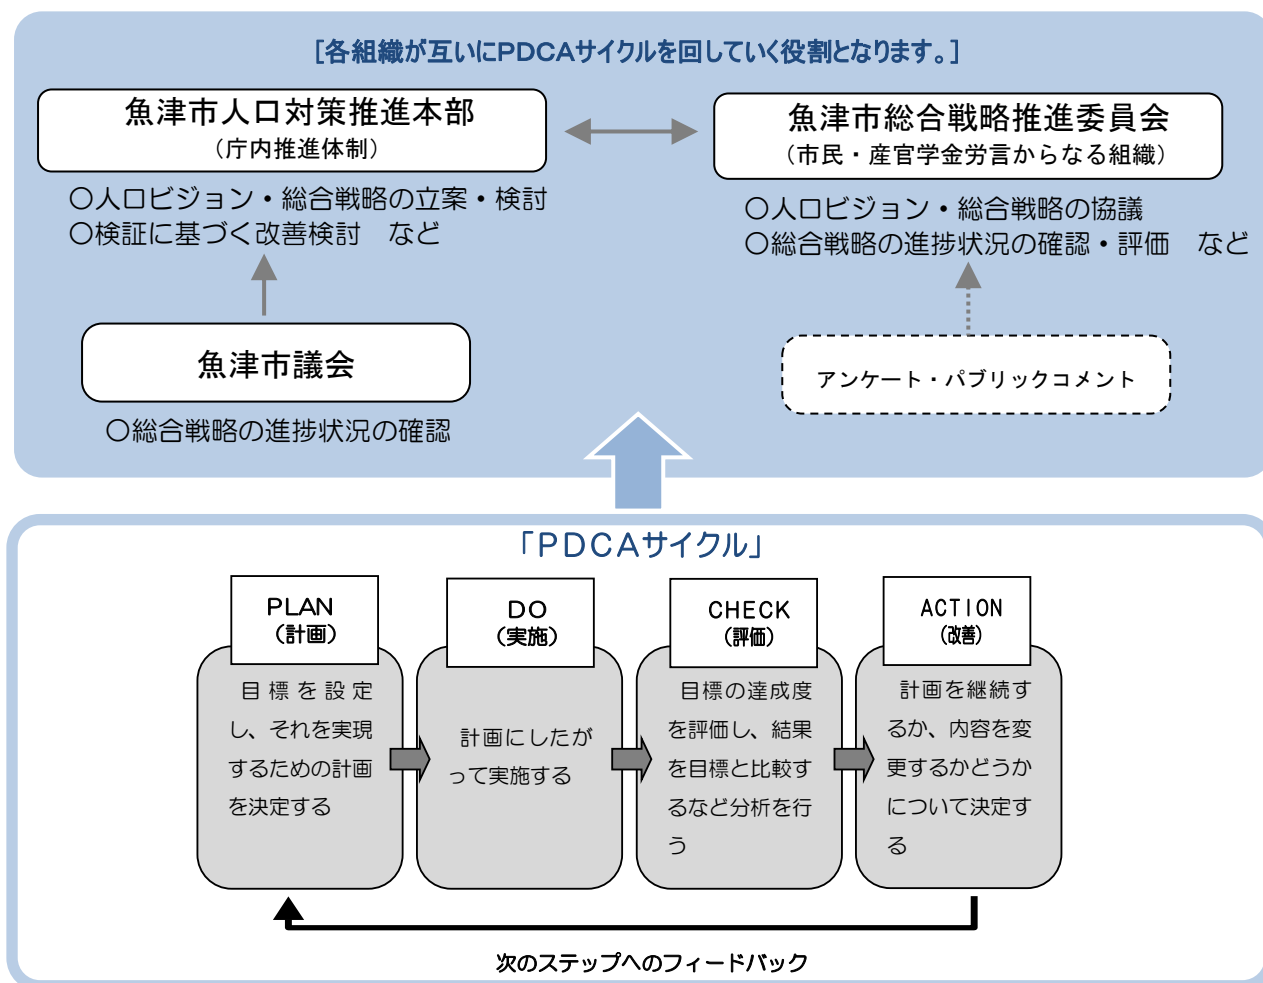 [各組織が互いにPDCAサイクルを回していく役割となります。]
魚津市人口対策推進本部
（庁内推進体制）
○人口ビジョン・総合戦略の立案・検討
○検証に基づく改善検討　など
魚津市総合戦略推進委員会
（市民・産官学金労言からなる組織）
○人口ビジョン・総合戦略の協議
○総合戦略の進捗状況の確認・評価　など
魚津市議会
○総合戦略の進捗状況の確認
アンケート・パブリックコメント
「PDCAサイクル」
PLAN
（計画）
目標を設定
し、それを実現
するための計画
を決定する
DO
（実施）
計画にしたが
って実施する
CHECK
（評価）
目標の達成度
を評価し、結果
を目標と比較す
るなど分析を行
う
ACTION
（改善）
計画を継続す
るか、内容を変
更するかどうか
について決定す
る
次のステップへのフィードバック